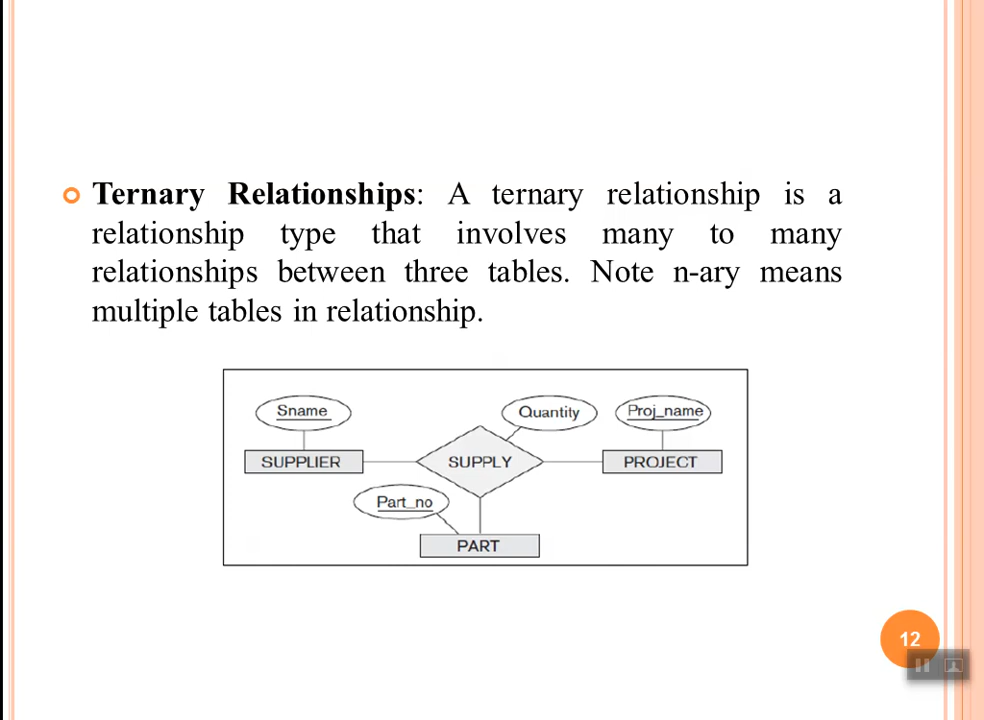 Ternary Relationships: A ternary relationship is a
relationship type that involves many to many
relationships between three tables. Note n-ary means
multiple tables in relationship.
Sname
Quantity
Proj_name
SUPPLIER
SUPPLY
PROJECT
Part_no
PART
12